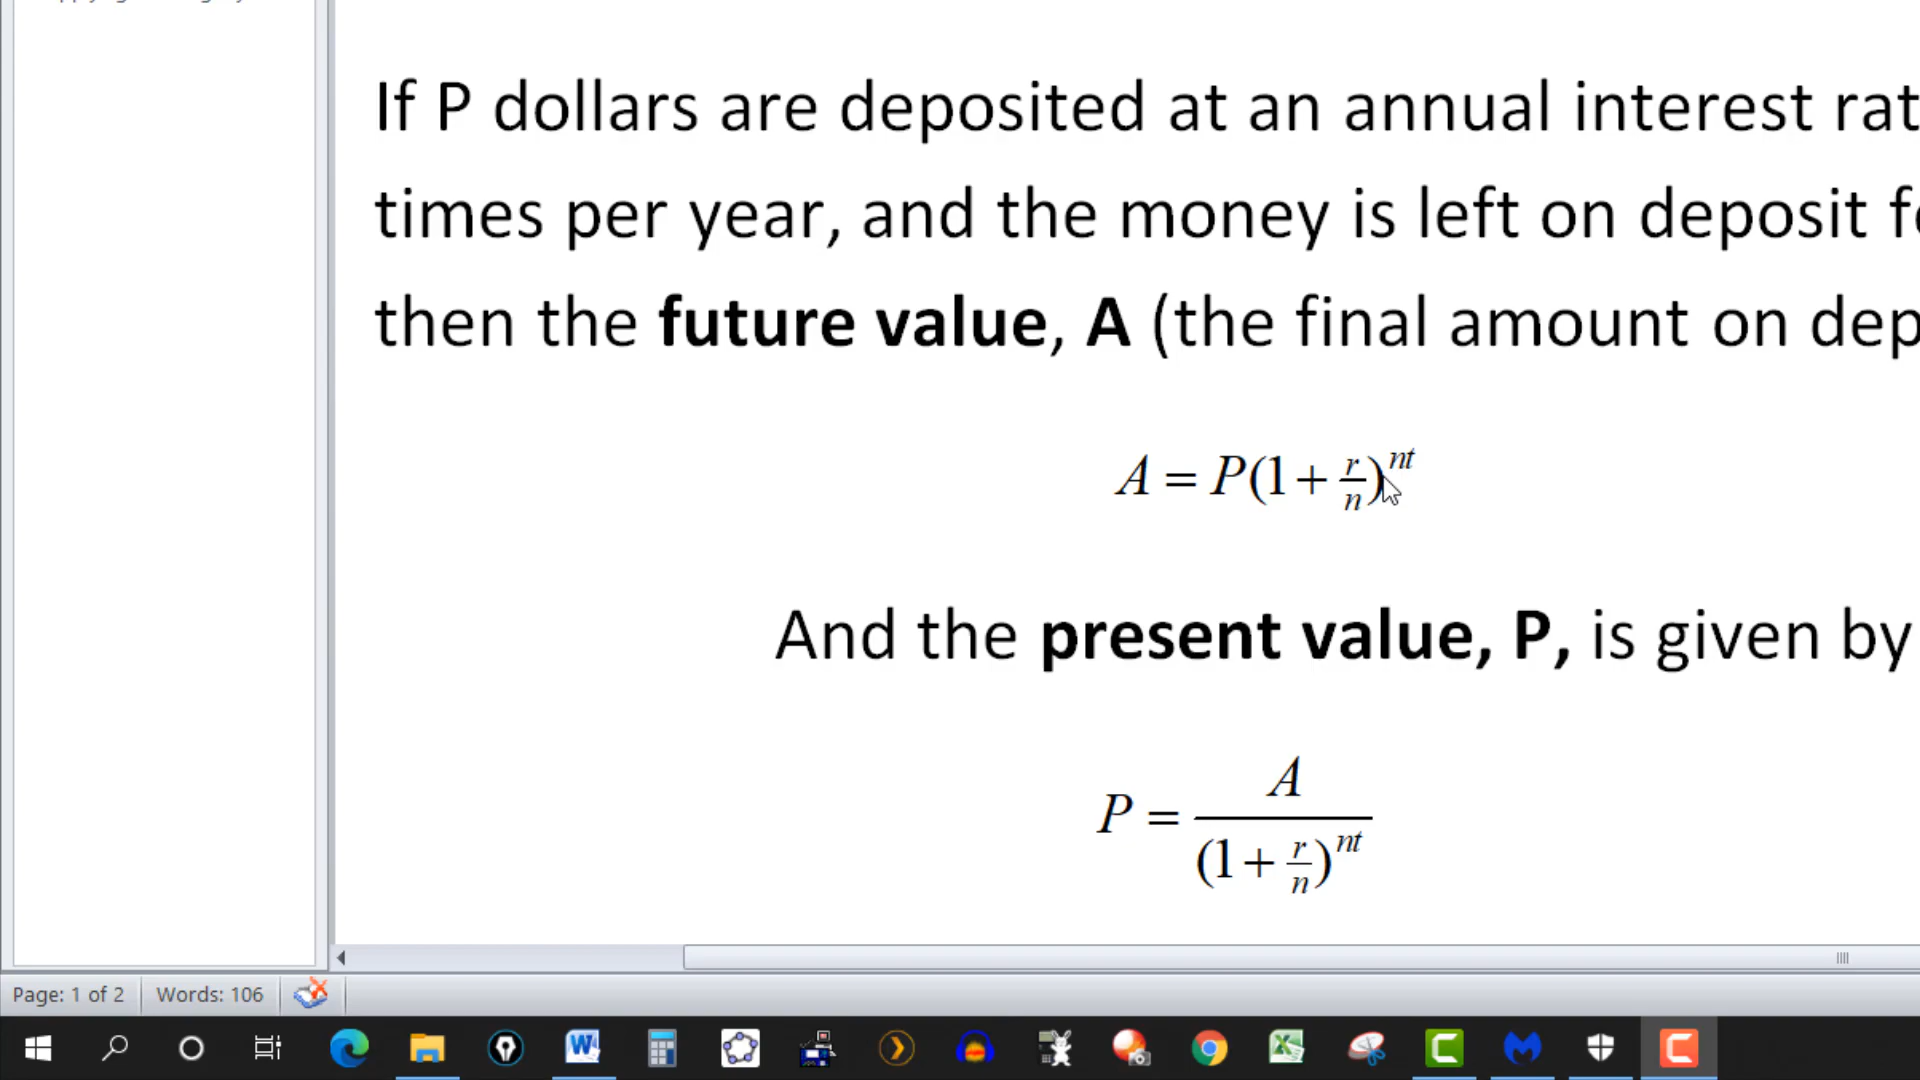 If P dollars are deposited at an annual interest rat
times per year, and the money is left on deposit f
then the future value, A (the final amount on dep
A = P(1 + r/n)^nt
And the present value, P, is given by
P = A / (1 + r/n)^nt
Page: 1 of 2 Words: 106